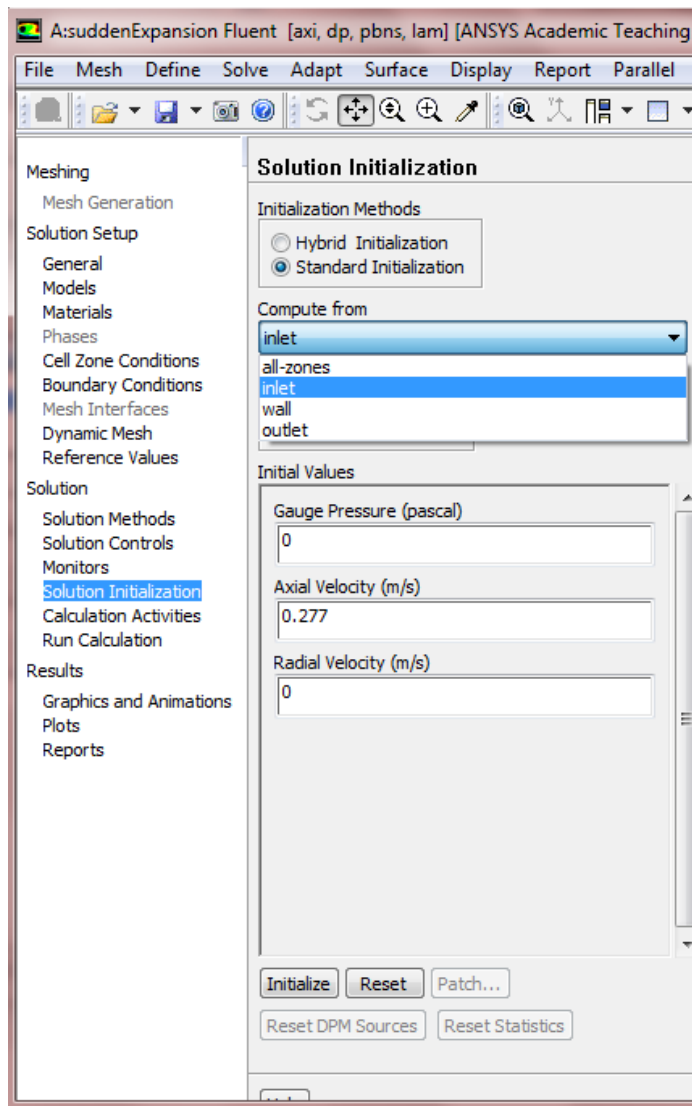 A:suddenExpansion Fluent [axi, dp, pbns, lam] [ANSYS Academic Teaching
File Mesh Define Solve Adapt Surface Display Report Parallel
Meshing
Mesh Generation
Solution Setup
General
Models
Materials
Phases
Cell Zone Conditions
Boundary Conditions
Mesh Interfaces
Dynamic Mesh
Reference Values
Solution
Solution Methods
Solution Controls
Monitors
Solution Initialization
Calculation Activities
Run Calculation
Results
Graphics and Animations
Plots
Reports
Solution Initialization
Initialization Methods
Hybrid Initialization
Standard Initialization
Compute from
inlet
all-zones
inlet
wall
outlet
Initial Values
Gauge Pressure (pascal)
0
Axial Velocity (m/s)
0.277
Radial Velocity (m/s)
0
Initialize Reset Patch...
Reset DPM Sources Reset Statistics